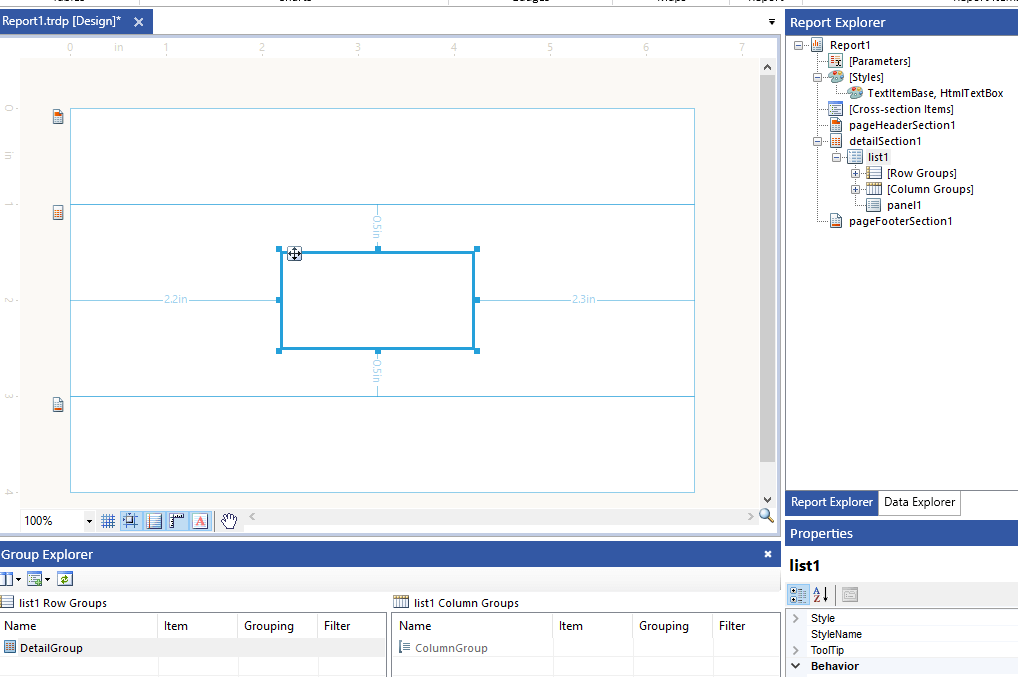 Report1.trdp [Design]*
Report Explorer
0 in 1 2 3 4 5 6 7
Report1
[Parameters]
[Styles]
TextItemBase, HtmlTextBox
[Cross-section Items]
pageHeaderSection1
detailSection1
list1
[Row Groups]
[Column Groups]
panel1
pageFooterSection1
0
in
1
0.5in
2
2.2in
2.3in
0.5in
3
4
Report Explorer Data Explorer
100%
Properties
list1
Group Explorer
list1 Row Groups
list1 Column Groups
Name Item Grouping Filter
Name Item Grouping Filter
DetailGroup
ColumnGroup
Style
StyleName
ToolTip
Behavior